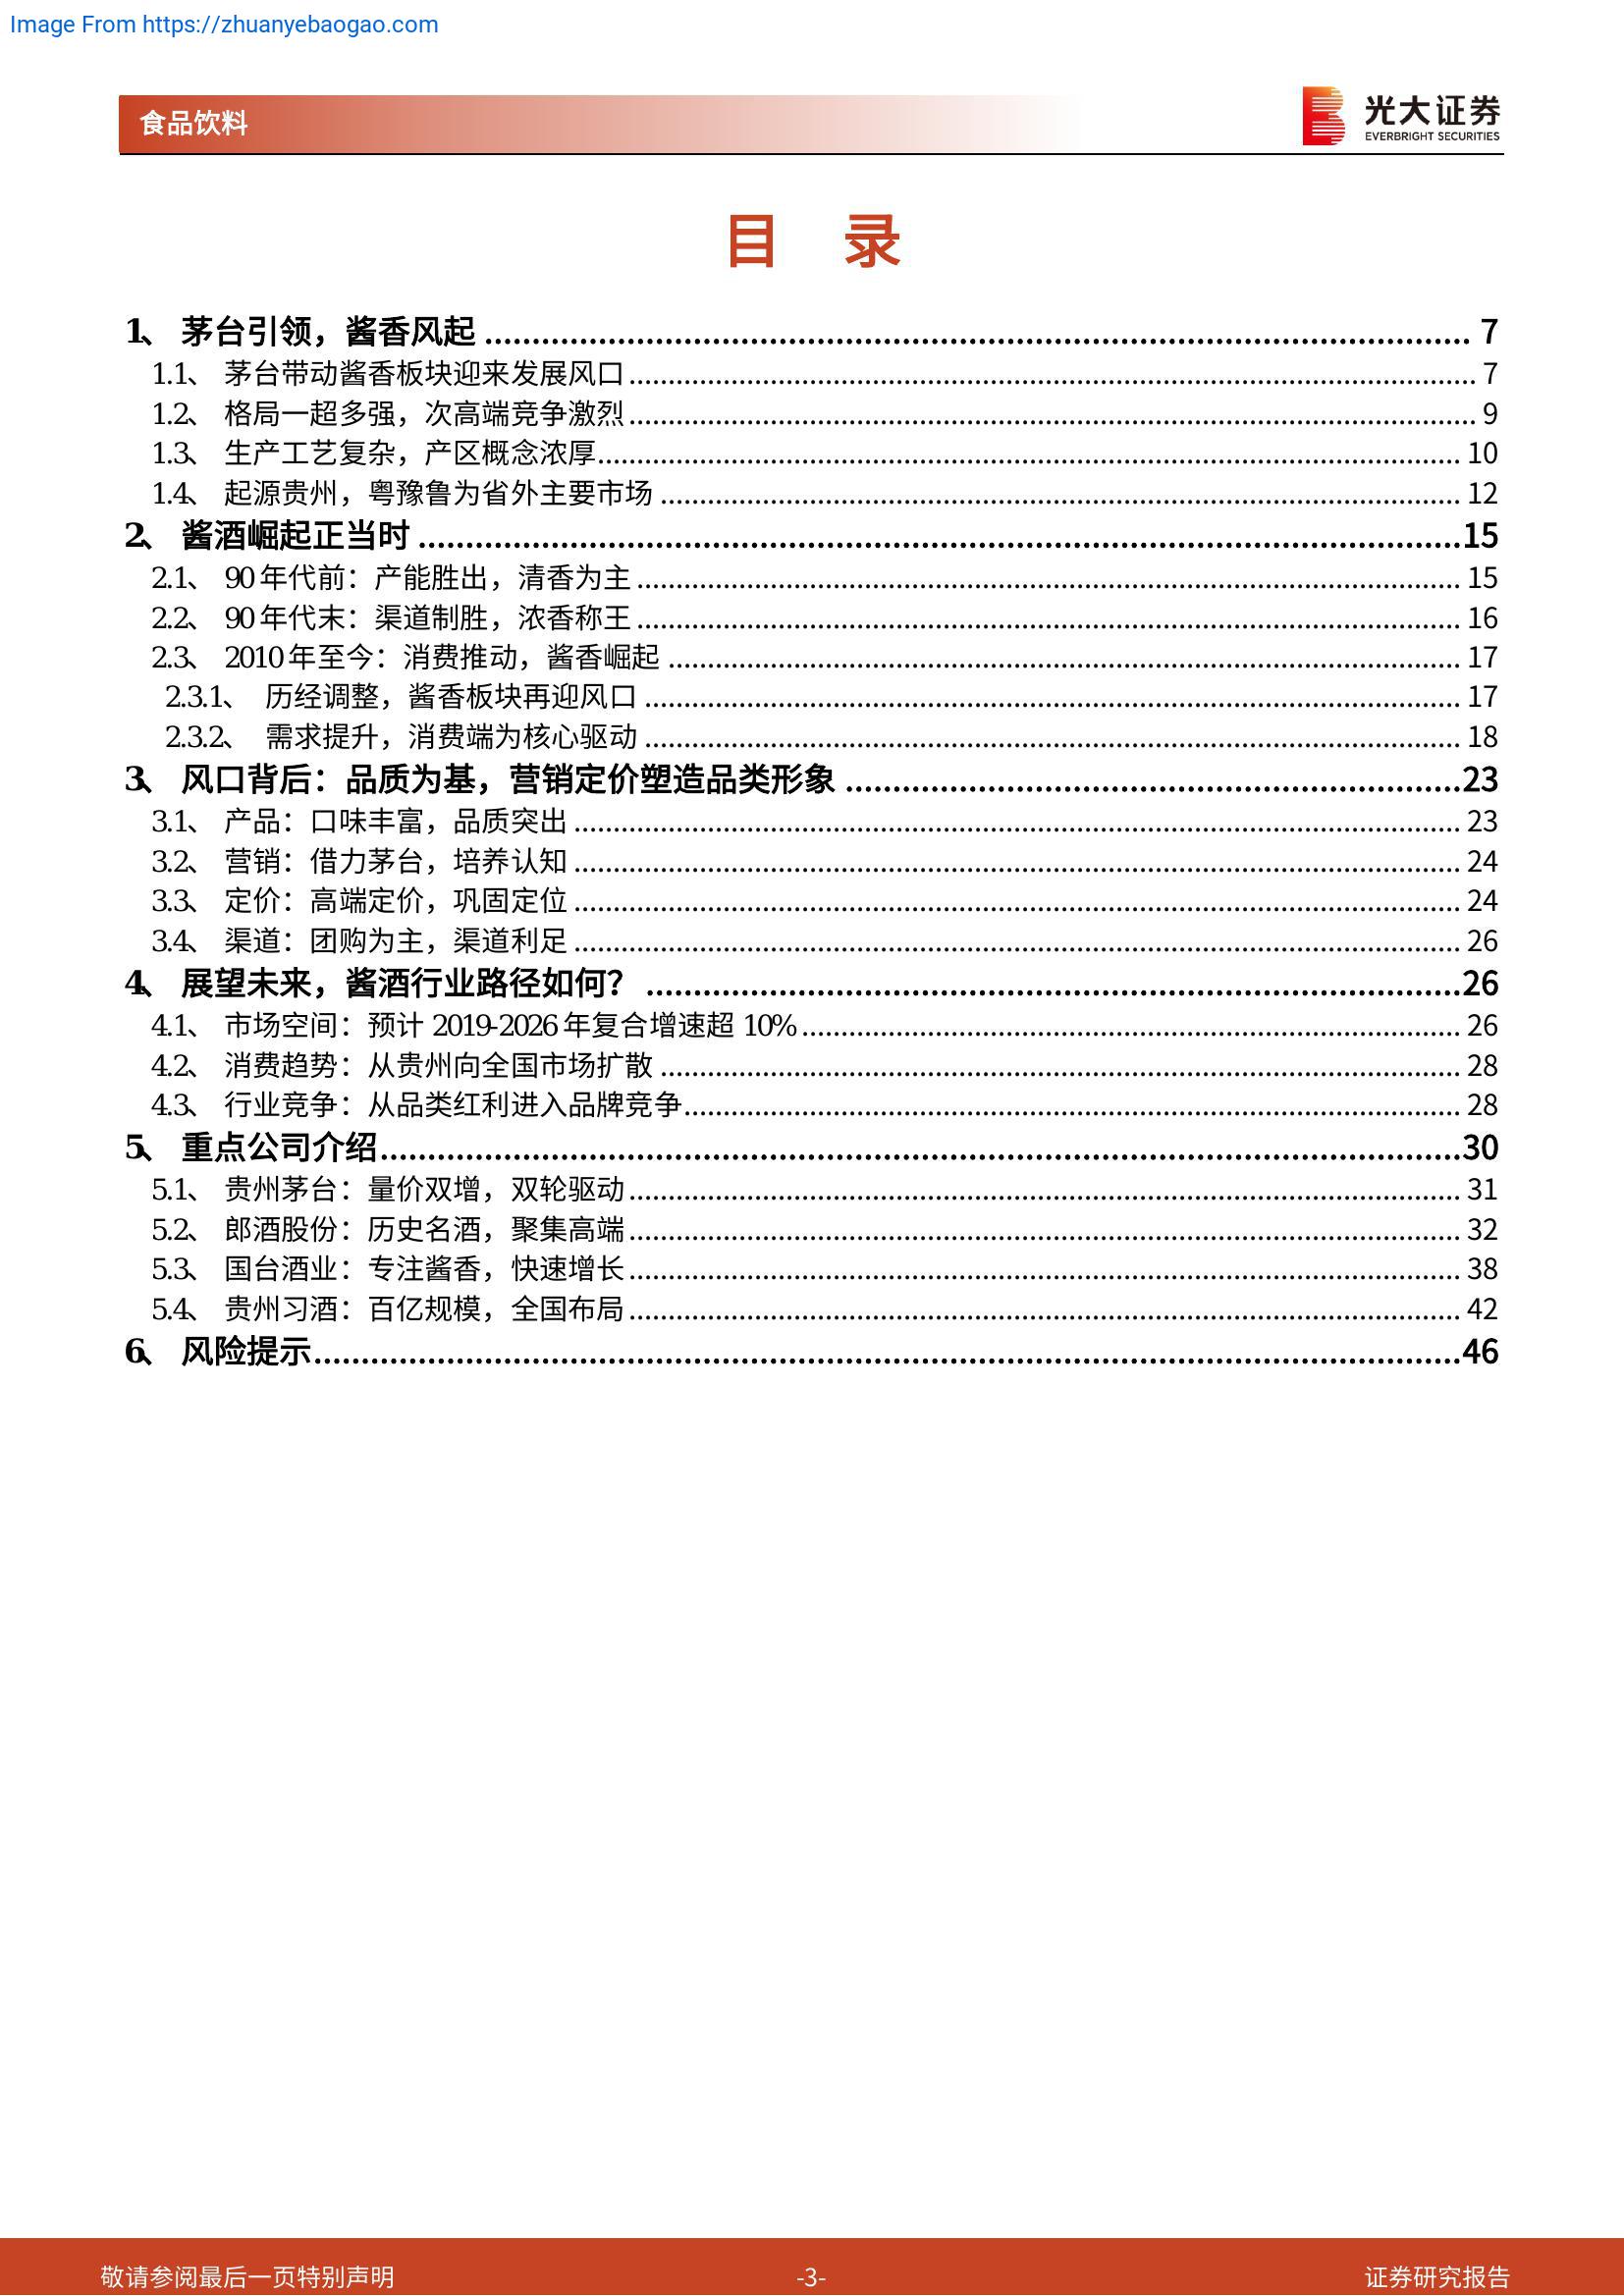 Image From https://zhuanyebaogao.com
食品饮料
光大证券
EVERBRIGHT SECURITIES
目 录
1、 茅台引领，酱香风起 ........ 7
1.1、 茅台带动酱香板块迎来发展风口 ........ 7
1.2、 格局一超多强，次高端竞争激烈 ........ 9
1.3、 生产工艺复杂，产区概念浓厚 ........ 10
1.4、 起源贵州，粤豫鲁为省外主要市场 ........ 12
2、 酱酒崛起正当时 ........ 15
2.1、 90 年代前：产能胜出，清香为主 ........ 15
2.2、 90 年代末：渠道制胜，浓香称王 ........ 16
2.3、 2010 年至今：消费推动，酱香崛起 ........ 17
2.3.1、 历经调整，酱香板块再迎风口 ........ 17
2.3.2、 需求提升，消费端为核心驱动 ........ 18
3、 风口背后：品质为基，营销定价塑造品类形象 ........ 23
3.1、 产品：口味丰富，品质突出 ........ 23
3.2、 营销：借力茅台，培养认知 ........ 24
3.3、 定价：高端定价，巩固定位 ........ 24
3.4、 渠道：团购为主，渠道利足 ........ 26
4、 展望未来，酱酒行业路径如何？ ........ 26
4.1、 市场空间：预计 2019-2026 年复合增速超 10% ........ 26
4.2、 消费趋势：从贵州向全国市场扩散 ........ 28
4.3、 行业竞争：从品类红利进入品牌竞争 ........ 28
5、 重点公司介绍 ........ 30
5.1、 贵州茅台：量价双增，双轮驱动 ........ 31
5.2、 郎酒股份：历史名酒，聚集高端 ........ 32
5.3、 国台酒业：专注酱香，快速增长 ........ 38
5.4、 贵州习酒：百亿规模，全国布局 ........ 42
6、 风险提示 ........ 46
敬请参阅最后一页特别声明 -3- 证券研究报告